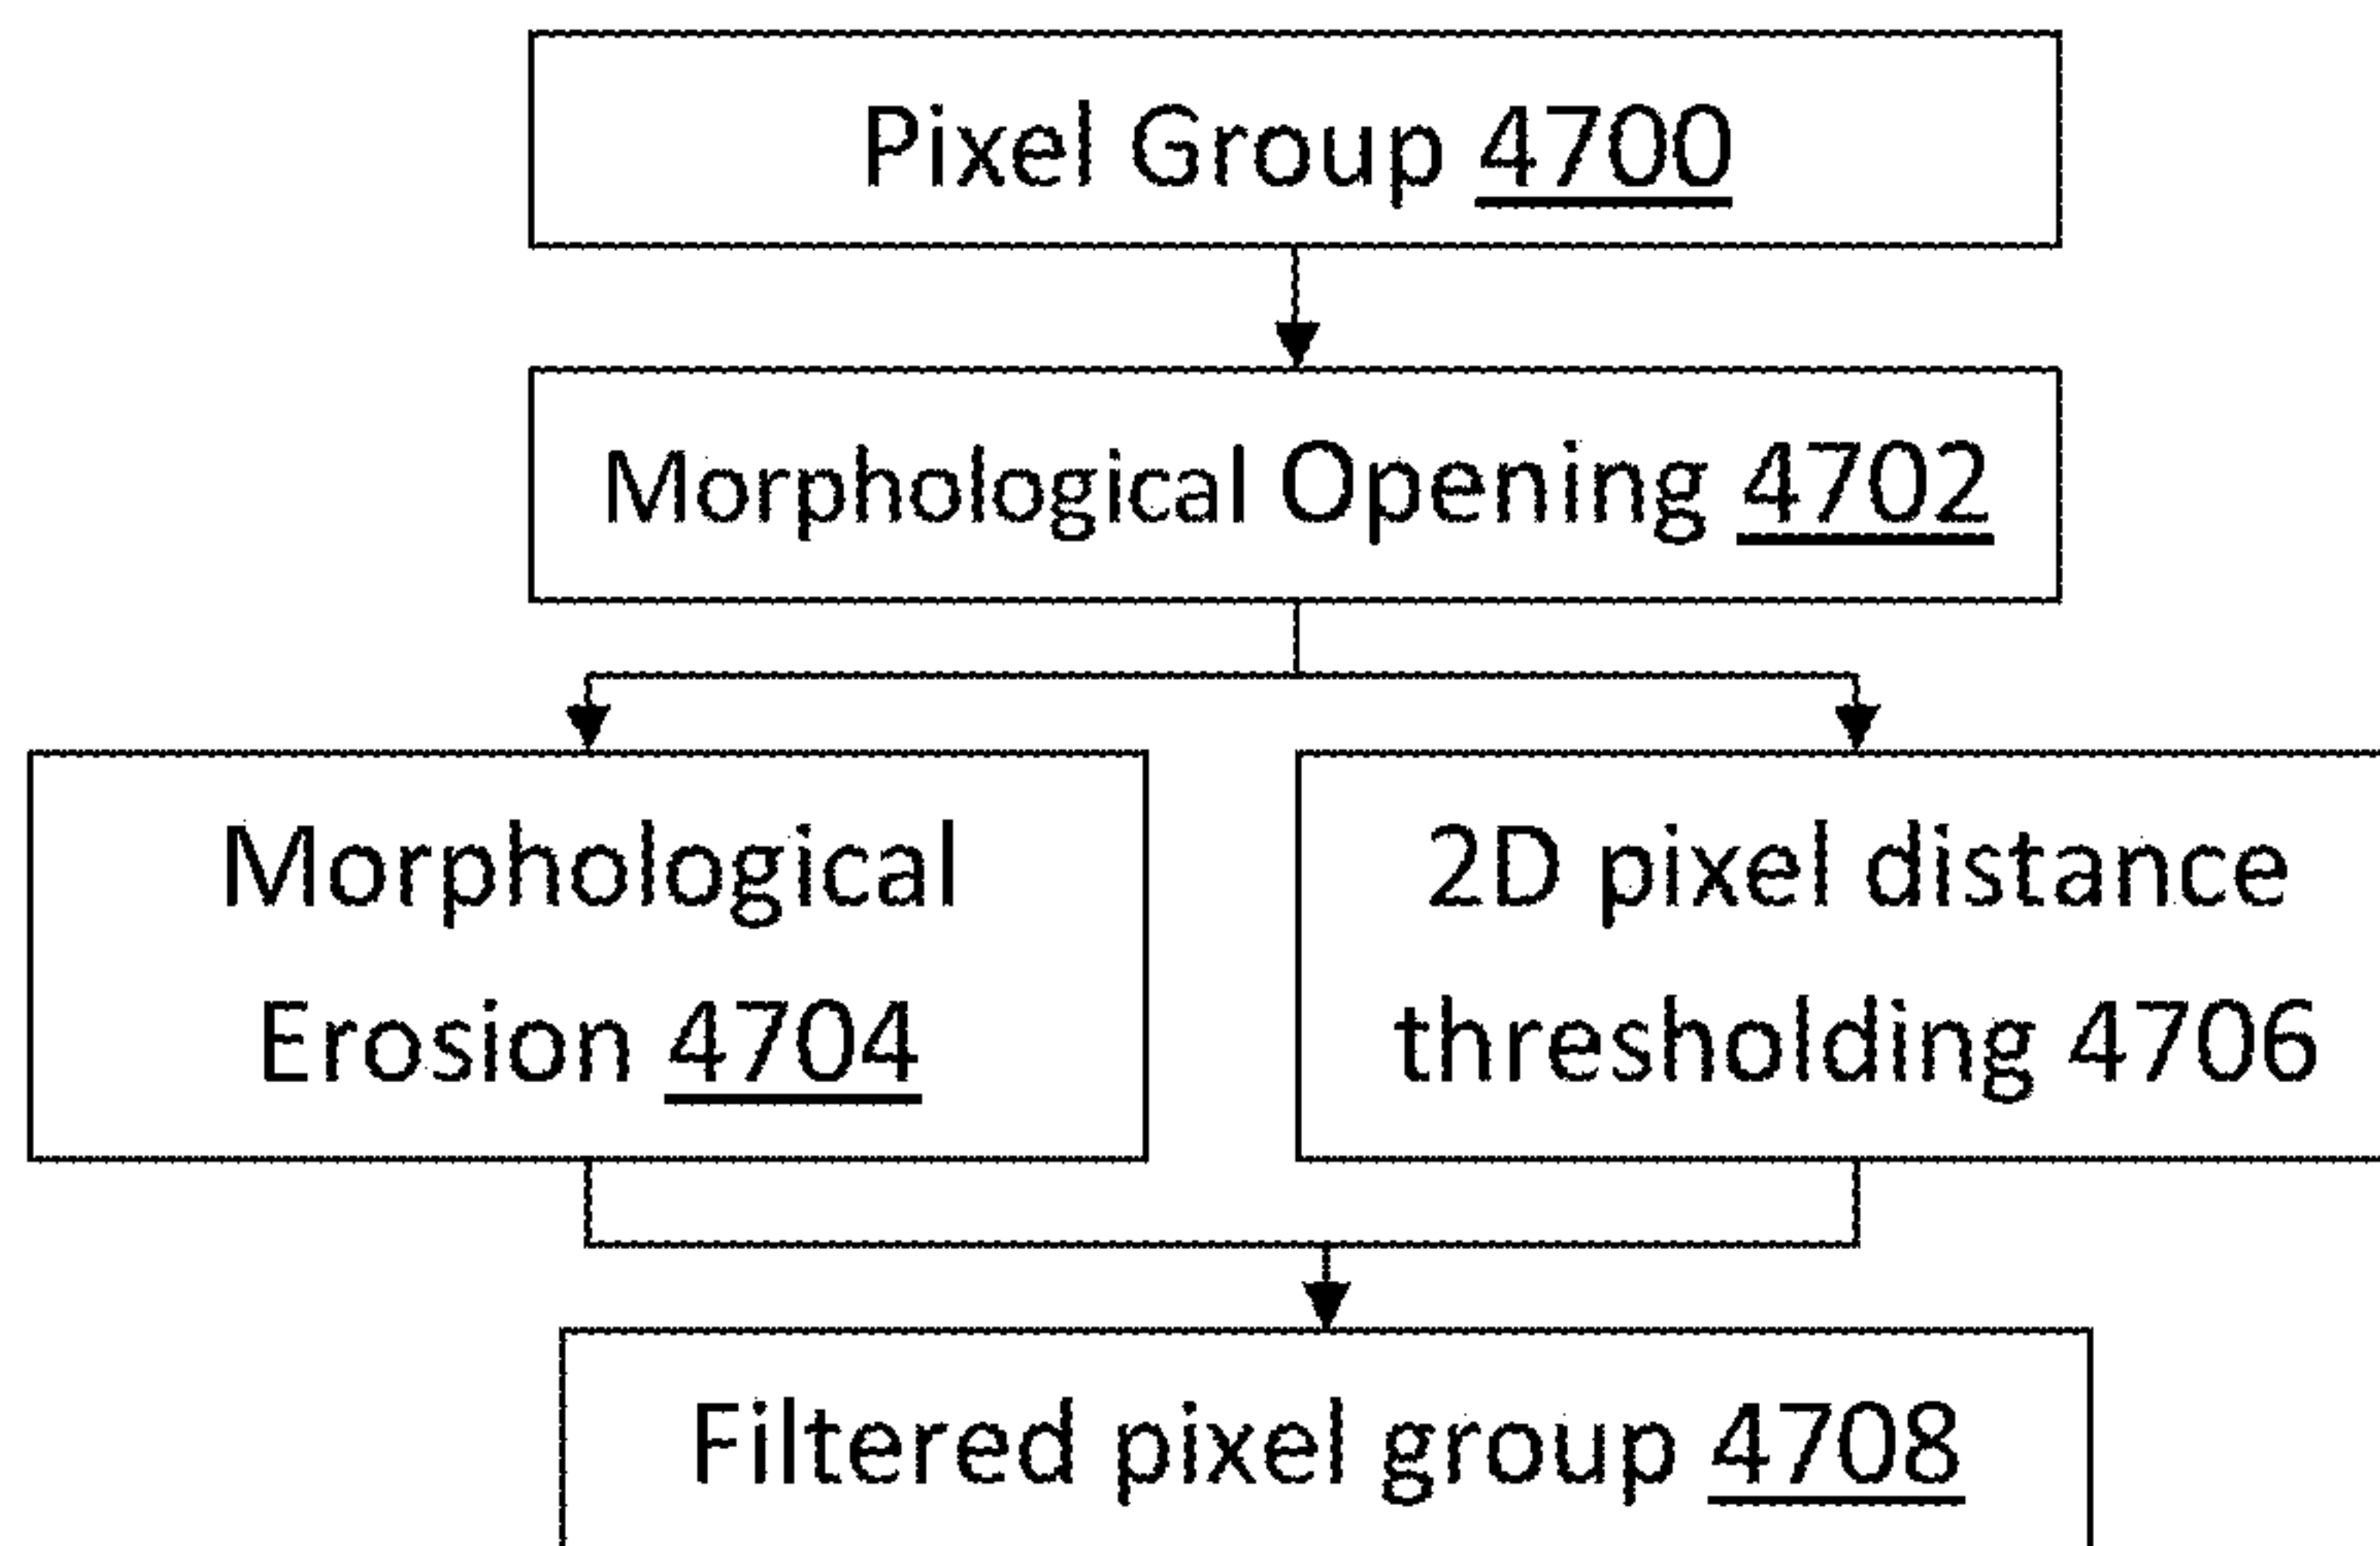 Pixel Group 4700
Morphological Opening 4702
Morphological
Erosion 4704
2D pixel distance
thresholding 4706
Filtered pixel group 4708